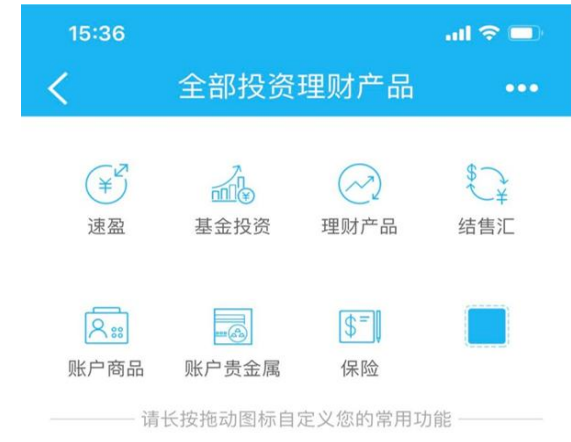 15:36
全部投资理财产品
速盈 基金投资 理财产品 结售汇
账户商品 账户贵金属 保险
请长按拖动图标自定义您的常用功能